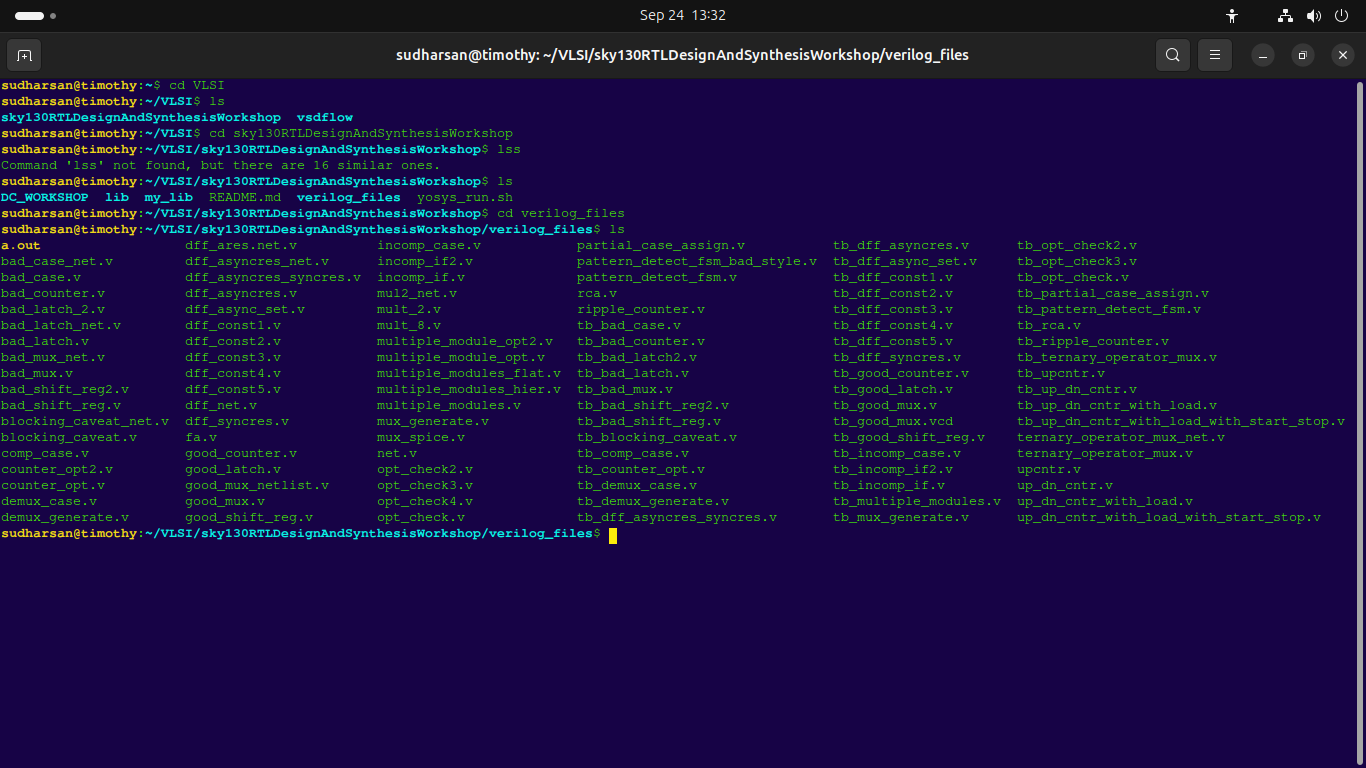 Sep 24 13:32
sudharsan@timothy: ~/VLSI/sky130RTLDesignAndSynthesisWorkshop/verilog_files
sudharsan@timothy:~$ cd VLSI
sudharsan@timothy:~/VLSI$ ls
sky130RTLDesignAndSynthesisWorkshop vsdflow
sudharsan@timothy:~/VLSI$ cd sky130RTLDesignAndSynthesisWorkshop
sudharsan@timothy:~/VLSI/sky130RTLDesignAndSynthesisWorkshop$ lss
Command 'lss' not found, but there are 16 similar ones.
sudharsan@timothy:~/VLSI/sky130RTLDesignAndSynthesisWorkshop$ ls
DC_WORKSHOP lib my_lib README.md verilog_files yosys_run.sh
sudharsan@timothy:~/VLSI/sky130RTLDesignAndSynthesisWorkshop$ cd verilog_files
sudharsan@timothy:~/VLSI/sky130RTLDesignAndSynthesisWorkshop/verilog_files$ ls
a.out dff_ares.net.v incomp_case.v partial_case_assign.v tb_dff_asyncres.v tb_opt_check2.v
bad_case_net.v dff_asyncres_net.v incomp_if2.v pattern_detect_fsm_bad_style.v tb_dff_async_set.v tb_opt_check3.v
bad_case.v dff_asyncres_syncres.v incomp_if.v pattern_detect_fsm.v tb_dff_const1.v tb_opt_check.v
bad_counter.v dff_asyncres.v mul2_net.v rca.v tb_dff_const2.v tb_partial_case_assign.v
bad_latch_2.v dff_async_set.v mult_2.v ripple_counter.v tb_dff_const3.v tb_pattern_detect_fsm.v
bad_latch_net.v dff_const1.v mult_8.v tb_bad_case.v tb_dff_const4.v tb_rca.v
bad_latch.v dff_const2.v multiple_module_opt2.v tb_bad_counter.v tb_dff_const5.v tb_ripple_counter.v
bad_mux_net.v dff_const3.v multiple_module_opt.v tb_bad_latch2.v tb_dff_syncres.v tb_ternary_operator_mux.v
bad_mux.v dff_const4.v multiple_modules_flat.v tb_bad_latch.v tb_good_counter.v tb_upcntr.v
bad_shift_reg2.v dff_const5.v multiple_modules_hier.v tb_bad_mux.v tb_good_latch.v tb_up_dn_cntr.v
bad_shift_reg.v dff_net.v multiple_modules.v tb_bad_shift_reg2.v tb_good_mux.v tb_up_dn_cntr_with_load.v
blocking_caveat_net.v dff_syncres.v mux_generate.v tb_bad_shift_reg.v tb_good_mux.vcd tb_up_dn_cntr_with_load_with_start_stop.v
blocking_caveat.v fa.v mux_spice.v tb_blocking_caveat.v tb_good_shift_reg.v ternary_operator_mux_net.v
comp_case.v good_counter.v net.v tb_comp_case.v tb_incomp_case.v ternary_operator_mux.v
counter_opt2.v good_latch.v opt_check2.v tb_counter_opt.v tb_incomp_if2.v upcntr.v
counter_opt.v good_mux_netlist.v opt_check3.v tb_demux_case.v tb_incomp_if.v up_dn_cntr.v
demux_case.v good_mux.v opt_check4.v tb_demux_generate.v tb_multiple_modules.v up_dn_cntr_with_load.v
demux_generate.v good_shift_reg.v opt_check.v tb_dff_asyncres_syncres.v tb_mux_generate.v up_dn_cntr_with_load_with_start_stop.v
sudharsan@timothy:~/VLSI/sky130RTLDesignAndSynthesisWorkshop/verilog_files$